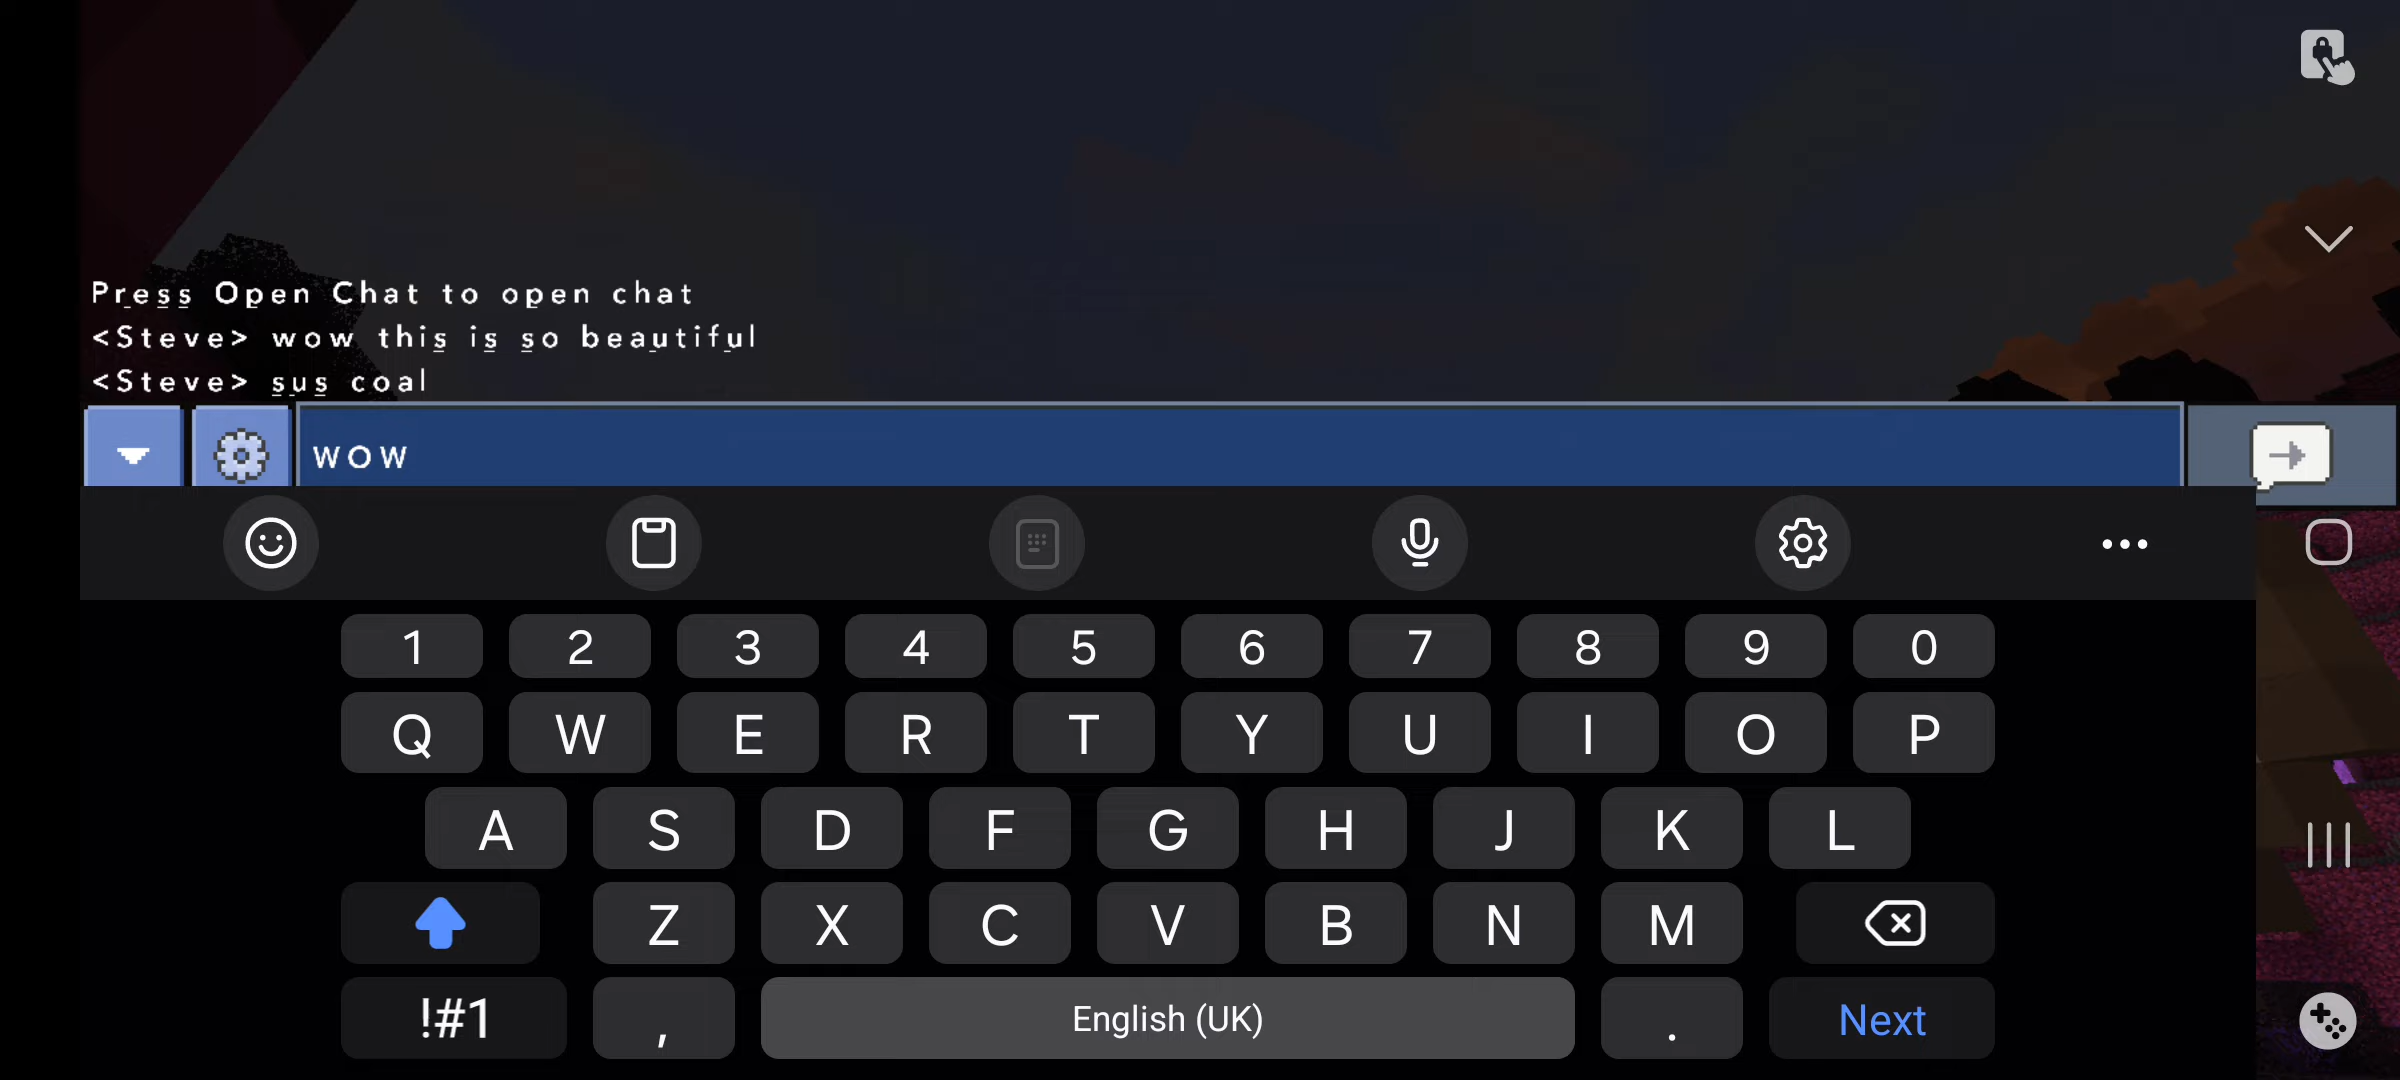 Press Open Chat to open chat
<Steve> wow this is so beautiful
<Steve> sus coal
wow
1 2 3 4 5 6 7 8 9 0
Q W E R T Y U I O P
A S D F G H J K L
Z X C V B N M
!#1 , English (UK) . Next